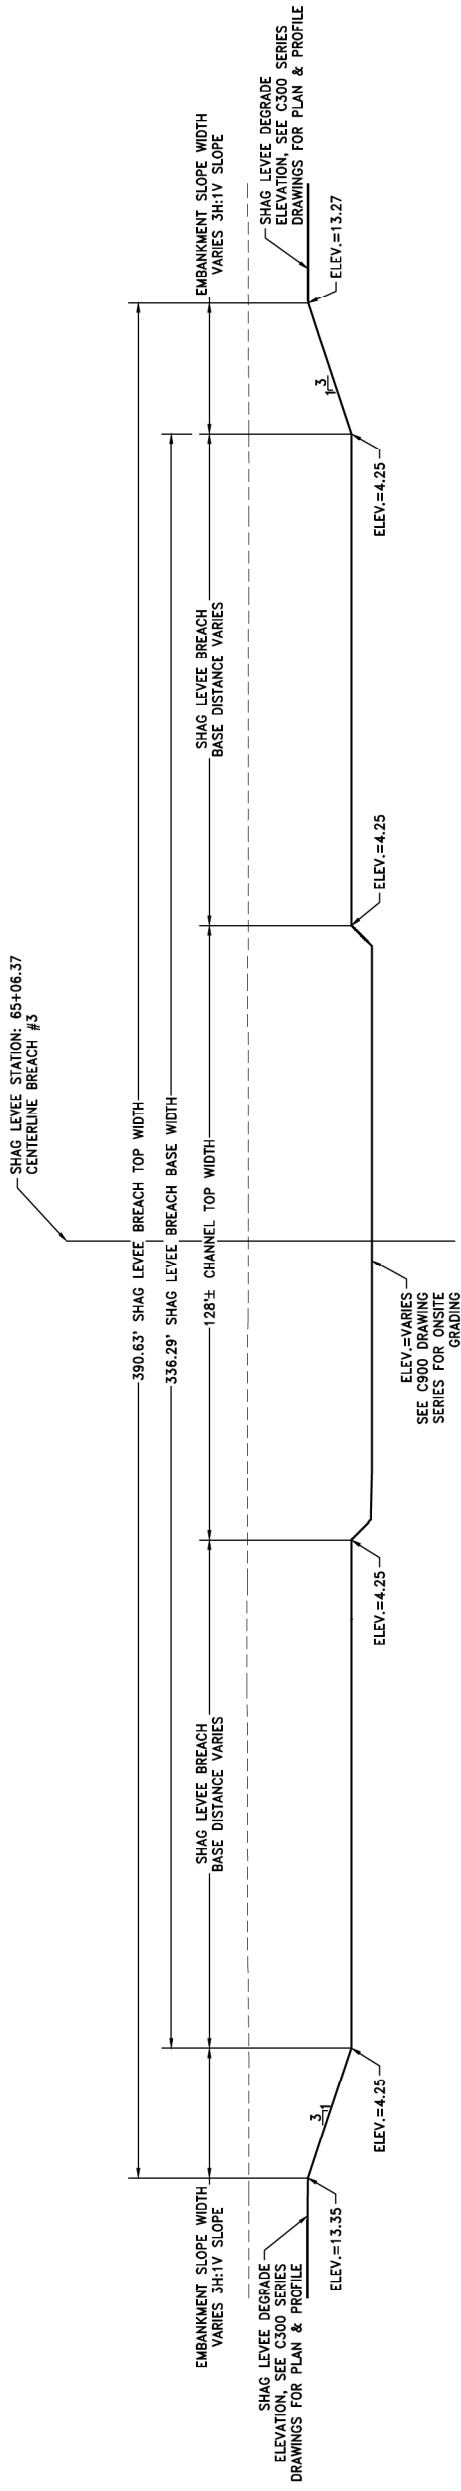 SHAG LEVEE STATION: 65+06.37
CENTERLINE BREACH #3
390.63' SHAG LEVEE BREACH TOP WIDTH
336.29' SHAG LEVEE BREACH BASE WIDTH
EMBANKMENT SLOPE WIDTH
VARIES 3H:1V SLOPE
SHAG LEVEE BREACH
BASE DISTANCE VARIES
128'± CHANNEL TOP WIDTH
SHAG LEVEE BREACH
BASE DISTANCE VARIES
EMBANKMENT SLOPE WIDTH
VARIES 3H:1V SLOPE
SHAG LEVEE DEGRADE
ELEVATION, SEE C300 SERIES
DRAWINGS FOR PLAN & PROFILE
SHAG LEVEE DEGRADE
ELEVATION, SEE C300 SERIES
DRAWINGS FOR PLAN & PROFILE
3
1
3
1
ELEV.=13.35
ELEV.=4.25
ELEV.=4.25
ELEV.=VARIES
SEE C900 DRAWING
SERIES FOR ONSITE
GRADING
ELEV.=4.25
ELEV.=4.25
ELEV.=13.27